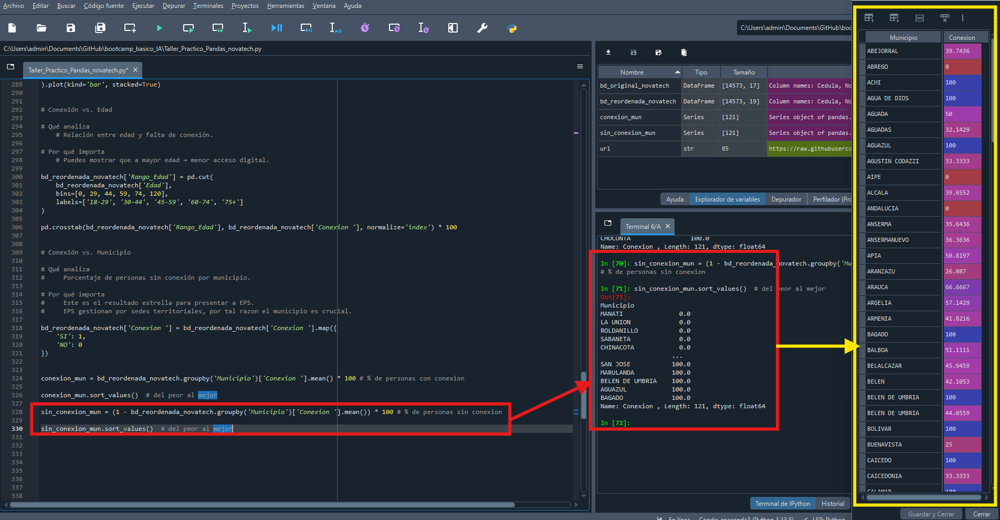 Archivo Editar Buscar Código fuente Ejecutar Depurar Terminales Proyectos Herramientas Ventana Ayuda
C:\Users\admin\Documents\GitHub\boo
C:\Users\admin\Documents\GitHub\bootcamp_basico_IA\Taller_Practico_Pandas_novatech.py
Taller_Practico_Pandas_novatech.py*
289 ).plot(kind='bar', stacked=True)
290
291
292 # Conexión vs. Edad
293
294 # Qué analiza
295     # Relación entre edad y falta de conexión.
296
297 # Por qué importa
298     # Puedes mostrar que a mayor edad → menor acceso digital.
299
300 bd_reordenada_novatech['Rango_Edad'] = pd.cut(
301     bd_reordenada_novatech['Edad'],
302     bins=[0, 29, 44, 59, 74, 120],
303     labels=['18-29', '30-44', '45-59', '60-74', '75+']
304 )
305
306 pd.crosstab(bd_reordenada_novatech['Rango_Edad'], bd_reordenada_novatech['Conexion '], normalize='index') * 100
307
308
309 # Conexión vs. Municipio
310
311 # Qué analiza
312 #     Porcentaje de personas sin conexión por municipio.
313
314 # Por qué importa
315 #     Este es el resultado estrella para presentar a EPS.
316 #     EPS gestionan por sedes territoriales, por tal razon el municipio es crucial.
317
318 bd_reordenada_novatech['Conexion '] = bd_reordenada_novatech['Conexion '].map({
319     'SI': 1,
320     'NO': 0
321 })
322
323
324 conexion_mun = bd_reordenada_novatech.groupby('Municipio')['Conexion '].mean() * 100 # % de personas con conexion
325
326 conexion_mun.sort_values()  # del peor al mejor
327
328 sin_conexion_mun = (1 - bd_reordenada_novatech.groupby('Municipio')['Conexion '].mean()) * 100 # % de personas sin conexion
329
330 sin_conexion_mun.sort_values()  # del peor al mejor
331
332
333
334
335
336
337
338
Nombre Tipo Tamaño
bd_original_novatech DataFrame [14573, 17] Column names: Cedula, No
bd_reordenada_novatech DataFrame [14573, 19] Column names: Cedula, No
conexion_mun Series [121] Series object of pandas.
sin_conexion_mun Series [121] Series object of pandas.
url str 85 https://raw.githubuserco
Ayuda Explorador de variables Depurador Perfilador (Pro
Terminal 6/A
CHOCONTA 100.0
Name: Conexion , Length: 121, dtype: float64
In [70]: sin_conexion_mun = (1 - bd_reordenada_novatech.groupby('Mu
# % de personas sin conexion
In [71]: sin_conexion_mun.sort_values()  # del peor al mejor
Out[71]:
Municipio
MANATI 0.0
LA UNION 0.0
ROLDANILLO 0.0
SABANETA 0.0
CHINACOTA 0.0
...
SAN JOSE 100.0
MARULANDA 100.0
BELEN DE UMBRIA 100.0
AGUAZUL 100.0
BAGADO 100.0
Name: Conexion , Length: 121, dtype: float64
In [72]:
Terminal de IPython Historial
En línea Conda: anaconda3 (Python 3.13.5) LSP: Python
Municipio Conexion
ABEJORRAL 39.7436
ABREGO 0
ACHI 100
AGUA DE DIOS 100
AGUADA 50
AGUADAS 32.1429
AGUAZUL 100
AGUSTIN CODAZZI 33.3333
AIPE 0
ALCALA 39.6552
ANDALUCIA 0
ANSERMA 35.6436
ANSERMANUEVO 36.3636
APIA 50.8197
ARANZAZU 26.087
ARAUCA 66.6667
ARGELIA 57.1429
ARMENIA 41.8216
BAGADO 100
BALBOA 51.1111
BELALCAZAR 45.9459
BELEN 42.1053
BELEN DE UMBRIA 100
BELEN DE UMBRIA 44.0559
BOLIVAR 100
BUENAVISTA 25
CAICEDO 100
CAICEDONIA 33.3333
CALAMAR 100
Guardar y Cerrar Cerrar